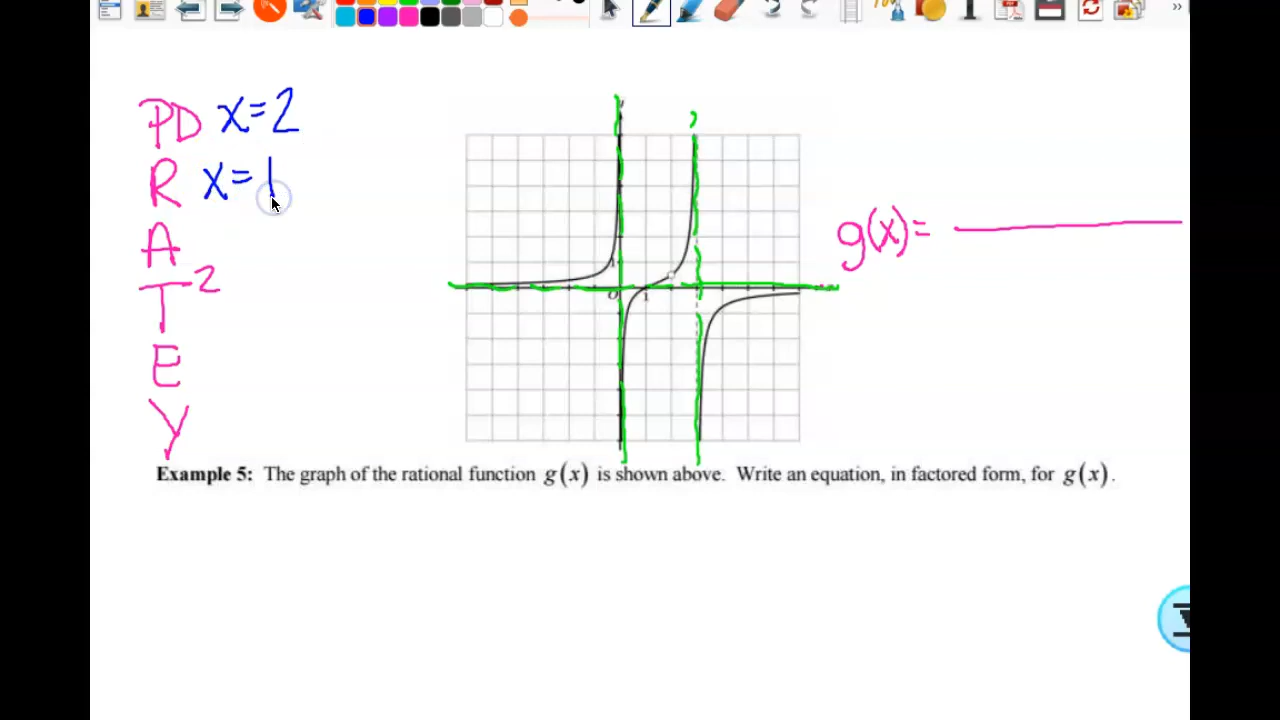 PD x=2
R x=1
A
T²
E
Y
g(x)=
1
O 1
Example 5: The graph of the rational function g(x) is shown above. Write an equation, in factored form, for g(x).